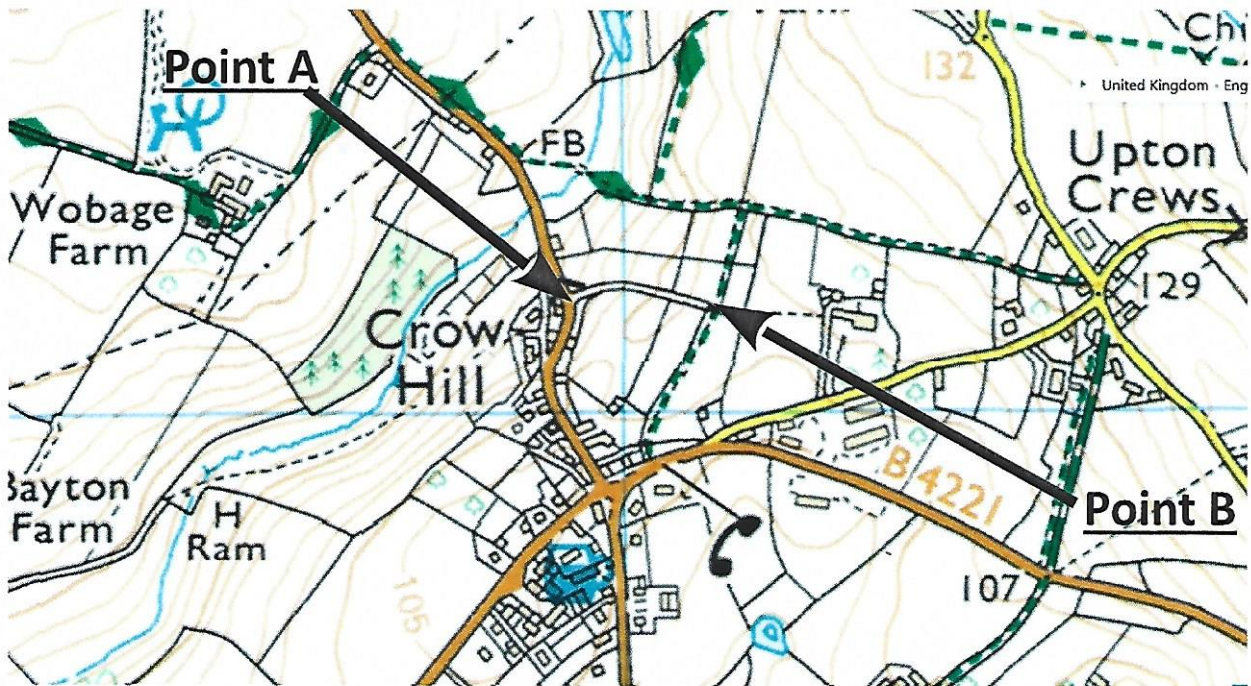 Point A
132
Chi
United Kingdom - Eng
FB
Upton
Crews
Wobage
Farm
129
Crow
Hill
B 4221
Bayton
Farm
H
Ram
Point B
107
105